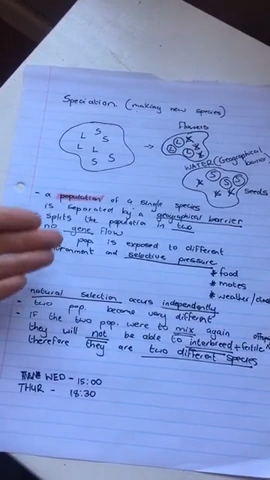 Speciation (making new species)
Flowers
L S
S
L L S
S S
L L
L L
WATER (Geographical
barrier
S
S S
Seeds
- a population of a single species
is separated by a geographical barrier
- splits the population in two
no gene flow
pop is exposed to different
and selective pressure
* food
* mates
* weather/
natural selection occurs independently
- two pop. become very different
- IF the two pop. were to mix again
they will not be able to interbreed + fertile
therefore they are two different species
WED - 15:00
THUR - 18:30